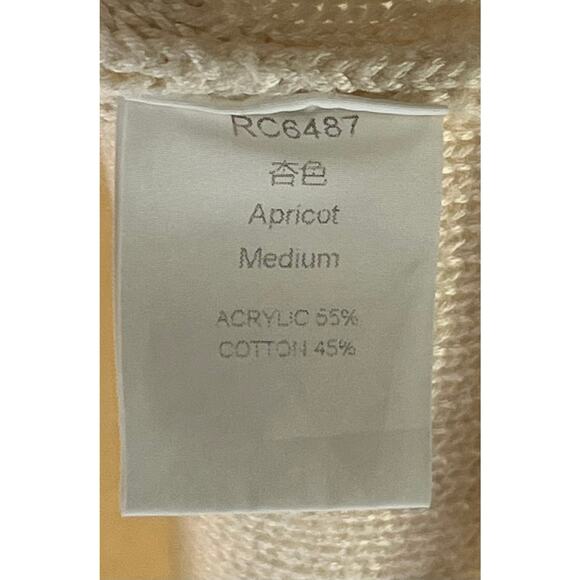 RC6487
杏色
Apricot
Medium
ACRYLIC 55%
COTTON 45%